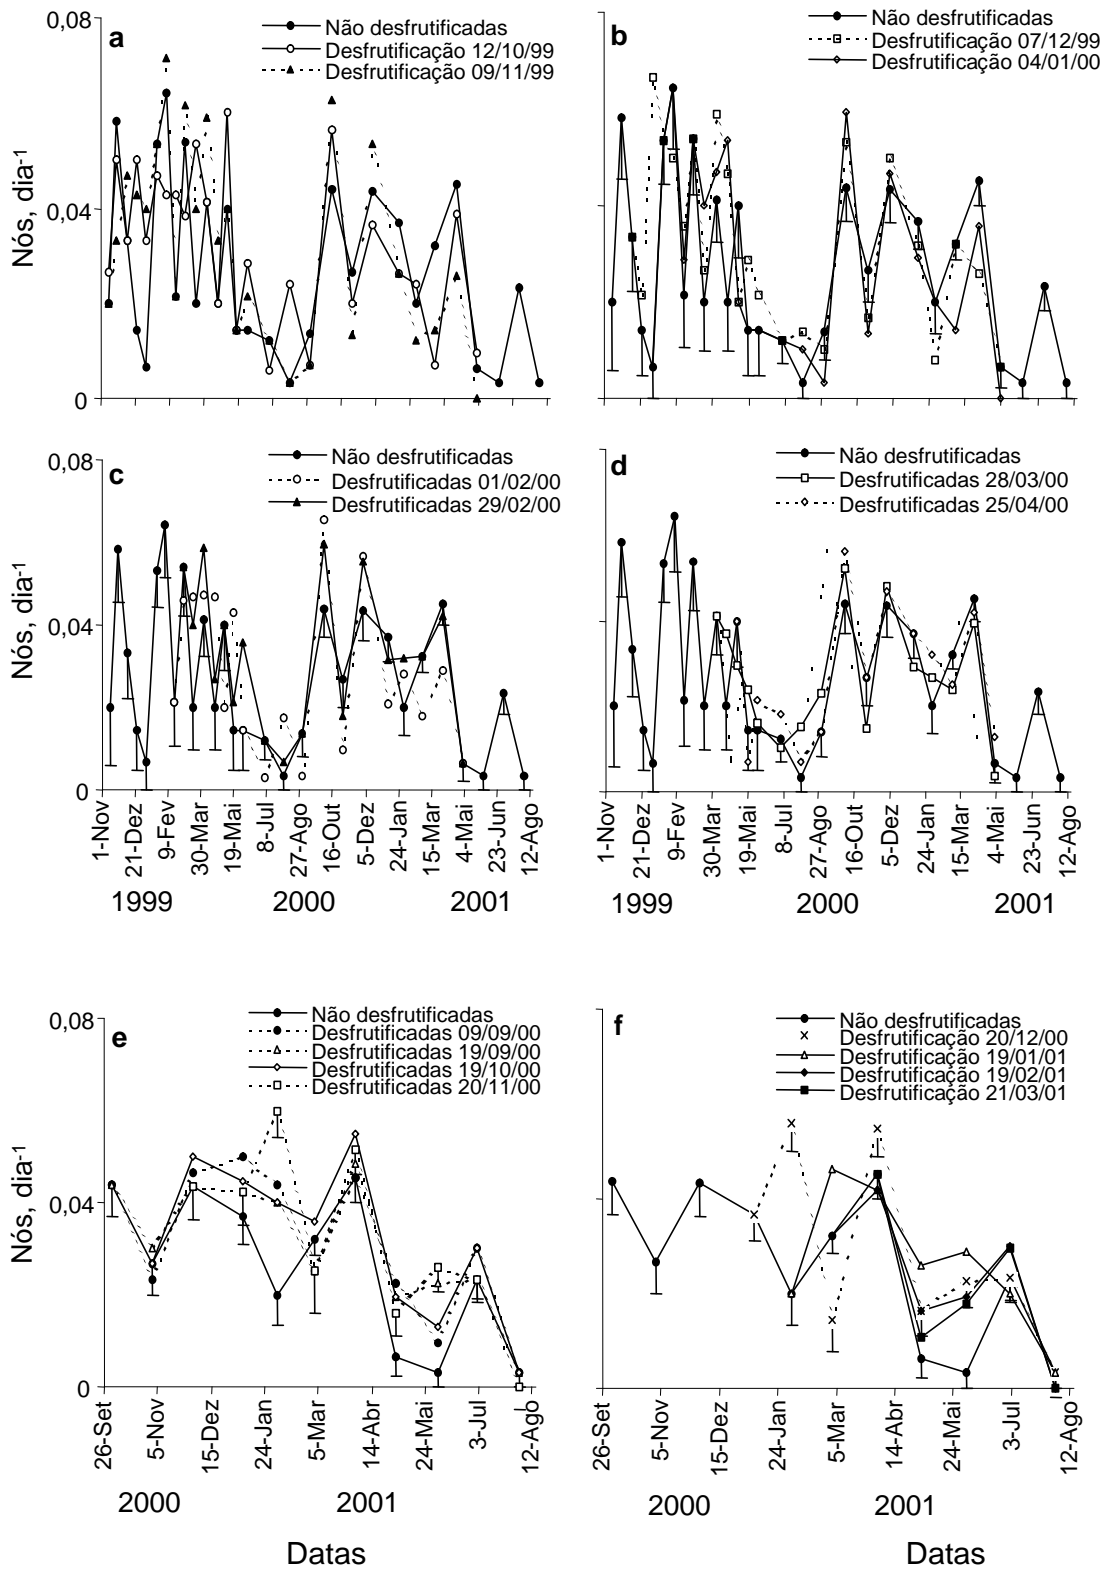 a
0,08
0,04
0
Nós, dia-1
Não desfrutificadas
Desfrutificação 12/10/99
Desfrutificação 09/11/99
b
Não desfrutificadas
Desfrutificação 07/12/99
Desfrutificação 04/01/00
c
0,08
0,04
0
Nós, dia-1
Não desfrutificadas
Desfrutificadas 01/02/00
Desfrutificadas 29/02/00
1-Nov
21-Dez
9-Fev
30-Mar
19-Mai
8-Jul
27-Ago
16-Out
5-Dez
24-Jan
15-Mar
4-Mai
23-Jun
12-Ago
1999
2000
2001
d
Não desfrutificadas
Desfrutificadas 28/03/00
Desfrutificadas 25/04/00
1-Nov
21-Dez
9-Fev
30-Mar
19-Mai
8-Jul
27-Ago
16-Out
5-Dez
24-Jan
15-Mar
4-Mai
23-Jun
12-Ago
1999
2000
2001
e
0,08
0,04
0
Nós, dia-1
Não desfrutificadas
Desfrutificadas 09/09/00
Desfrutificadas 19/09/00
Desfrutificadas 19/10/00
Desfrutificadas 20/11/00
26-Set
5-Nov
15-Dez
24-Jan
5-Mar
14-Abr
24-Mai
3-Jul
12-Ago
2000
2001
Datas
f
Não desfrutificadas
Desfrutificação 20/12/00
Desfrutificação 19/01/01
Desfrutificação 19/02/01
Desfrutificação 21/03/01
26-Set
5-Nov
15-Dez
24-Jan
5-Mar
14-Abr
24-Mai
3-Jul
12-Ago
2000
2001
Datas